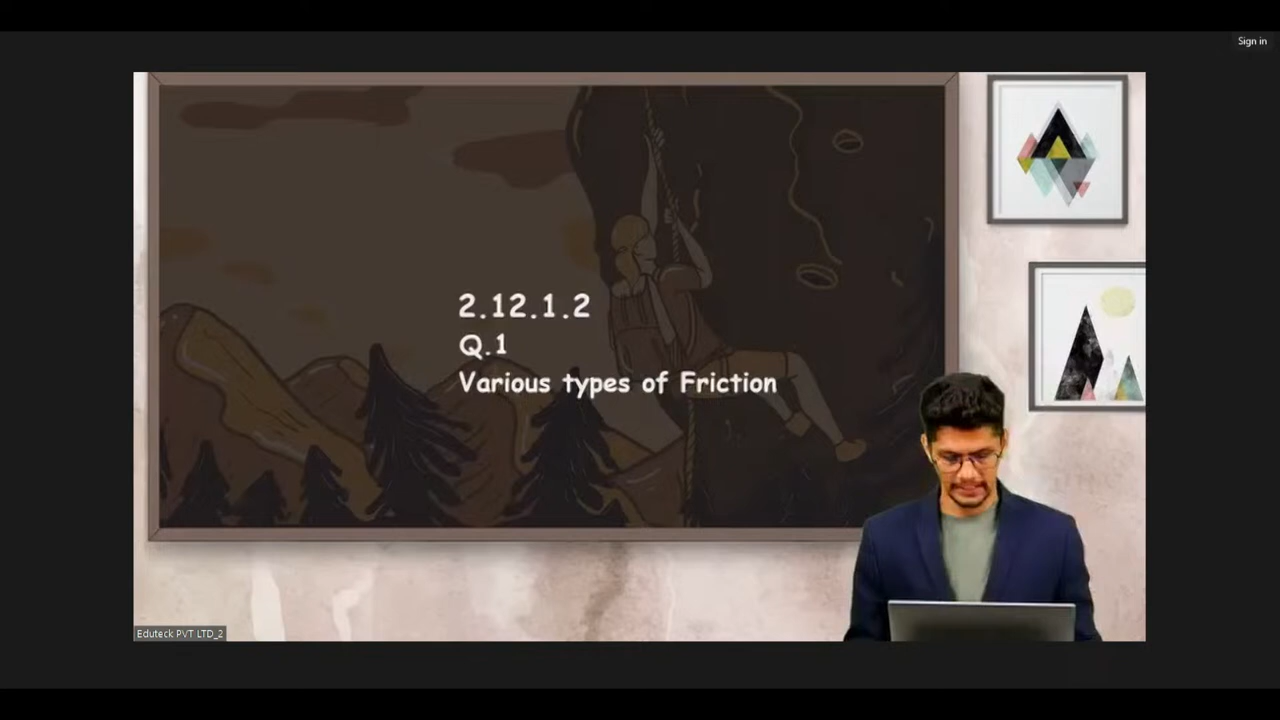 Sign in
2.12.1.2
Q.1
Various types of Friction
Eduteck PVT LTD_2